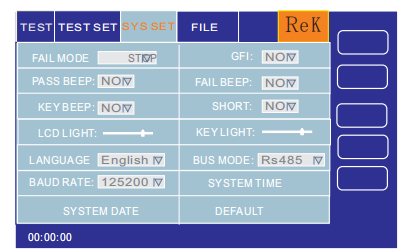 TEST TEST SET SYS SET FILE ReK
FAIL MODE STOP GFI: NO
PASS BEEP: NO FAIL BEEP: NO
KEY BEEP: NO SHORT: NO
LCD LIGHT: KEY LIGHT:
LANGUAGE English BUS MODE: Rs485
BAUD RATE: 125200 SYSTEM TIME
SYSTEM DATE DEFAULT
00:00:00